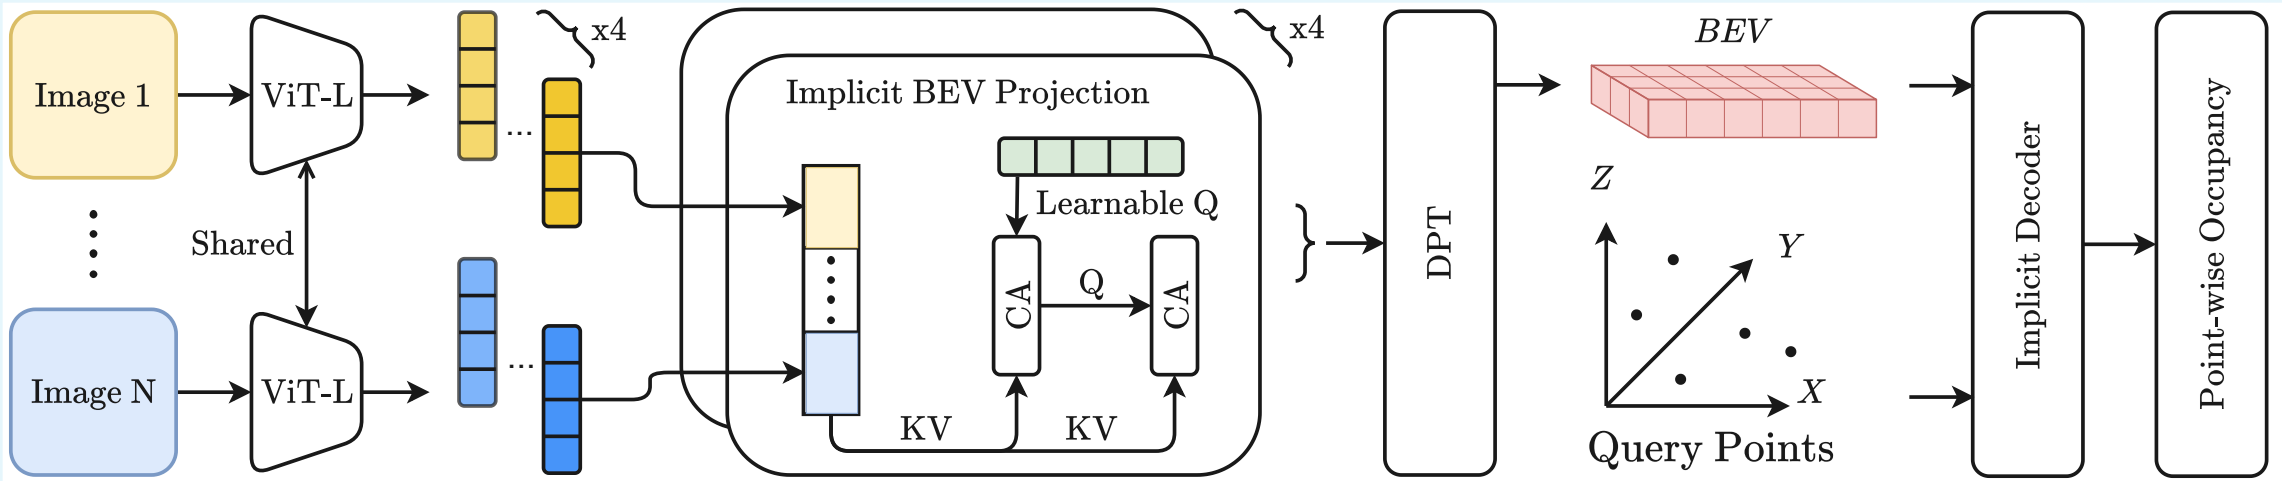 Image 1
ViT-L
x4
...
Shared
Image N
ViT-L
...
x4
Implicit BEV Projection
Learnable Q
CA
Q
CA
KV
KV
DPT
BEV
Z
Y
X
Query Points
Implicit Decoder
Point-wise Occupancy